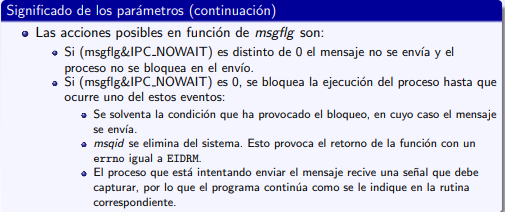 Significado de los parámetros (continuación)
Las acciones posibles en función de msgflg son:
Si (msgflg&IPC_NOWAIT) es distinto de 0 el mensaje no se envía y el
proceso no se bloquea en el envío.
Si (msgflg&IPC_NOWAIT) es 0, se bloquea la ejecución del proceso hasta que
ocurre uno del estos eventos:
Se solventa la condición que ha provocado el bloqueo, en cuyo caso el mensaje
se envía.
msqid se elimina del sistema. Esto provoca el retorno de la función con un
errno igual a EIDRM.
El proceso que está intentando enviar el mensaje recive una señal que debe
capturar, por lo que el programa continúa como se le indique en la rutina
correspondiente.